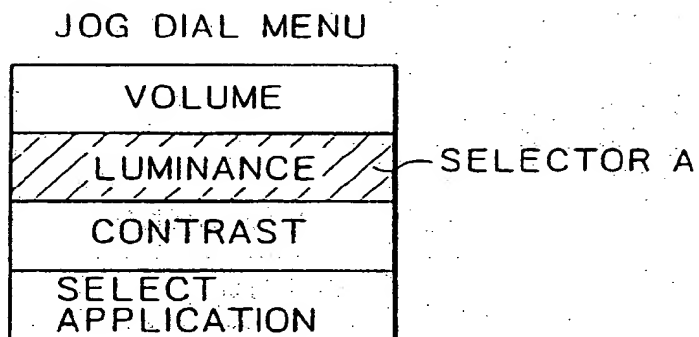 JOG DIAL MENU
VOLUME
LUMINANCE
SELECTOR A
CONTRAST
SELECT
APPLICATION